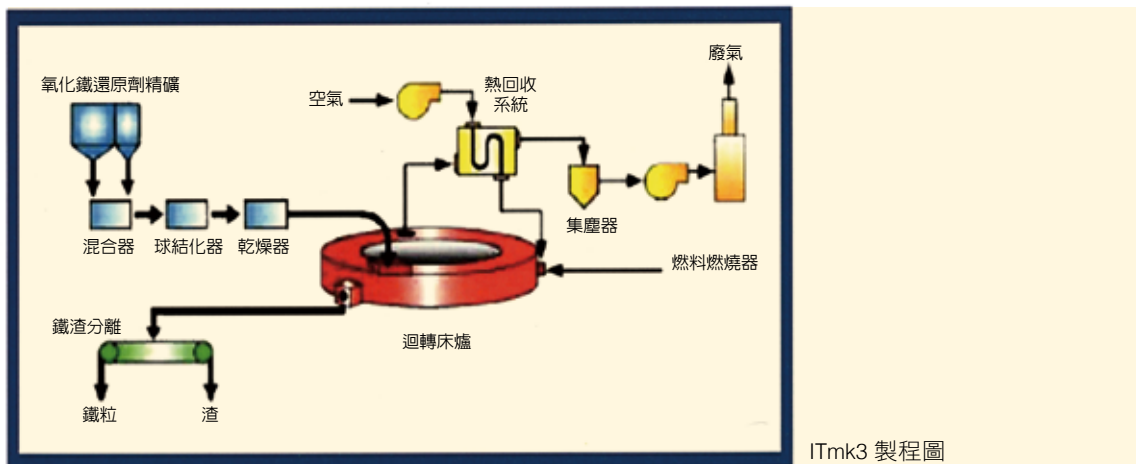 氧化鐵還原劑精礦
空氣
熱回收
系統
廢氣
混合器
球結化器
乾燥器
集塵器
燃料燃燒器
鐵渣分離
迴轉床爐
鐵粒
渣
ITmk3 製程圖